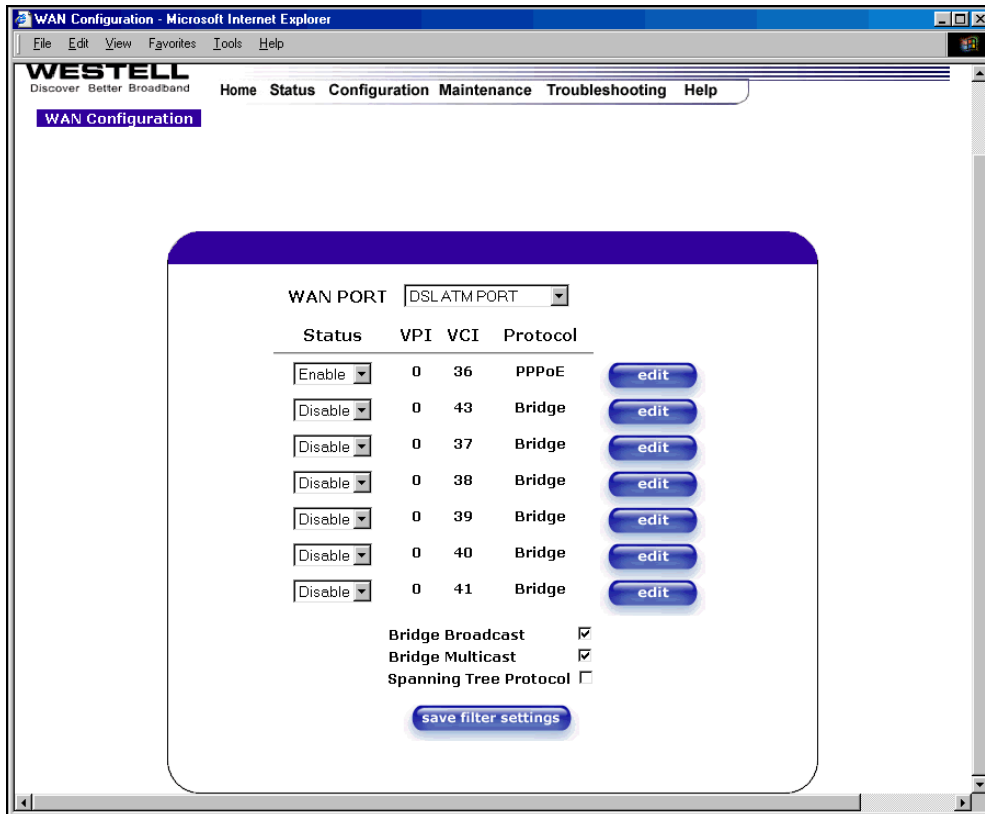 WAN Configuration - Microsoft Internet Explorer
File Edit View Favorites Tools Help
WESTELL
Discover Better Broadband
Home Status Configuration Maintenance Troubleshooting Help
WAN Configuration
WAN PORT DSL ATM PORT
Status VPI VCI Protocol
Enable 0 36 PPPoE edit
Disable 0 43 Bridge edit
Disable 0 37 Bridge edit
Disable 0 38 Bridge edit
Disable 0 39 Bridge edit
Disable 0 40 Bridge edit
Disable 0 41 Bridge edit
Bridge Broadcast
Bridge Multicast
Spanning Tree Protocol
save filter settings